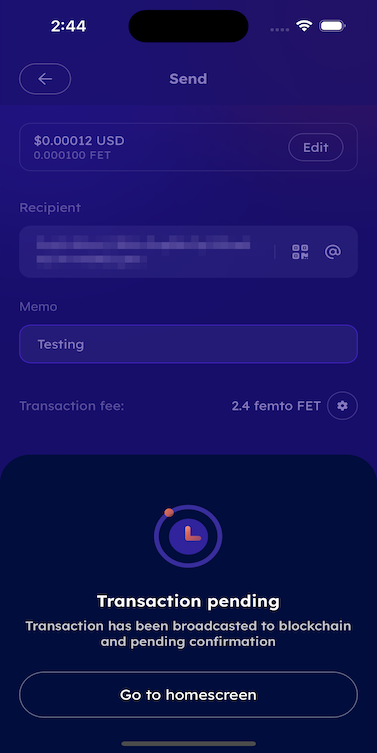 2:44
Send
$0.00012 USD
0.000100 FET
Edit
Recipient
Memo
Testing
Transaction fee:
2.4 femto FET
Transaction pending
Transaction has been broadcasted to blockchain
and pending confirmation
Go to homescreen